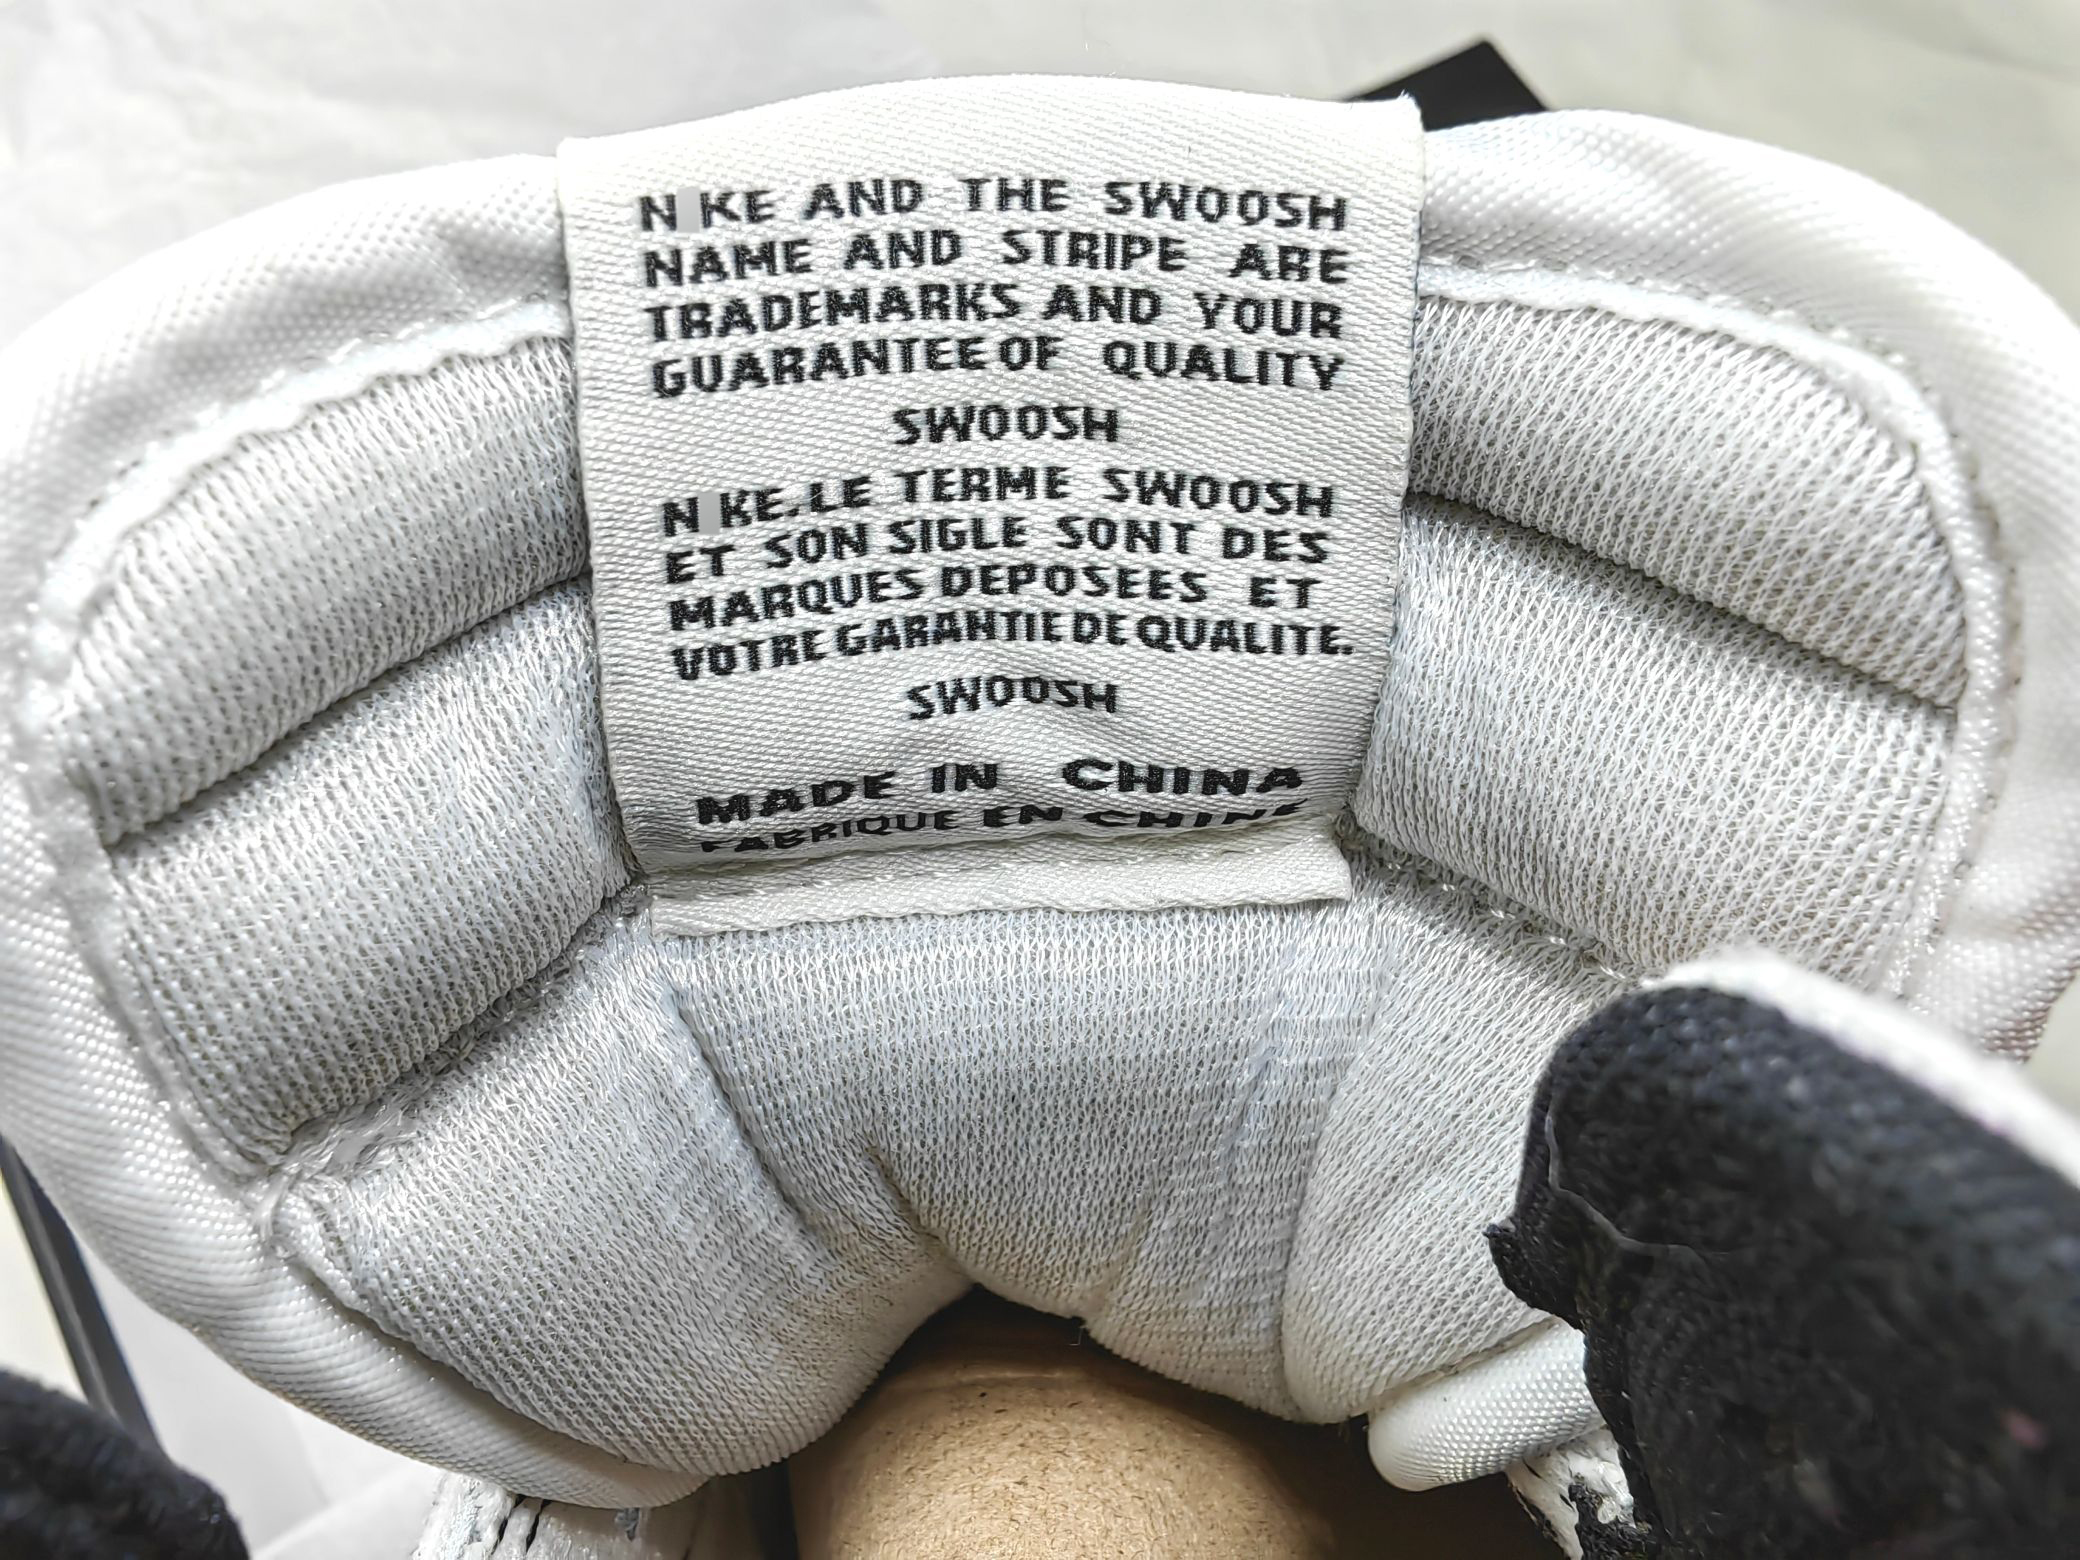 N KE AND THE SWOOSH
NAME AND STRIPE ARE
TRADEMARKS AND YOUR
GUARANTEE OF QUALITY
SWOOSH
N KE. LE TERME SWOOSH
ET SON SIGLE SONT DES
MARQUES DEPOSEES ET
VOTRE GARANTIE DE QUALITE.
SWOOSH
MADE IN CHINA
FABRIQUE EN CHINE